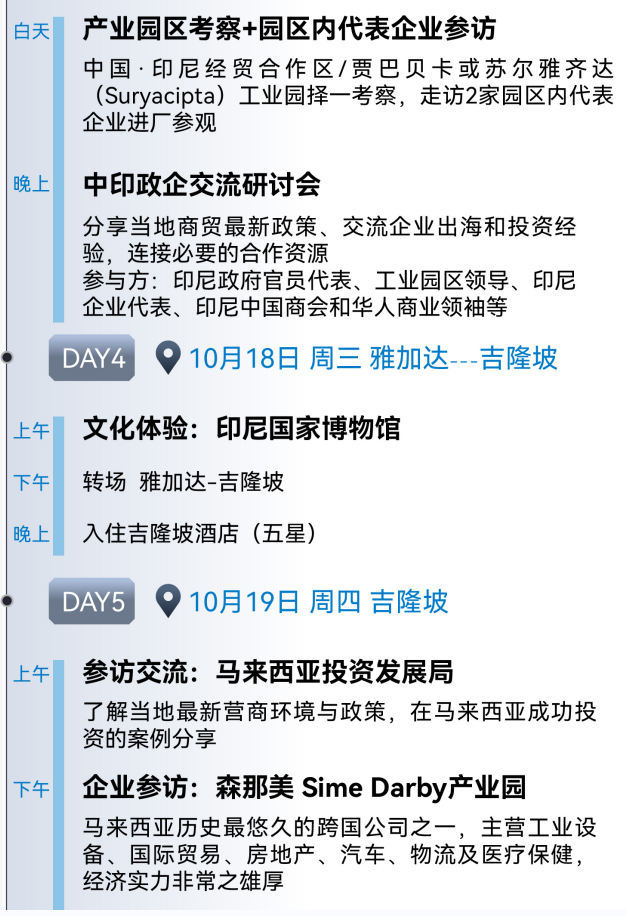 白天 产业园区考察+园区内代表企业参访
中国·印尼经贸合作区/贾巴贝卡或苏尔雅齐达
（Suryacipta）工业园择一考察，走访2家园区内代表
企业进厂参观
晚上 中印政企交流研讨会
分享当地商贸最新政策、交流企业出海和投资经
验，连接必要的合作资源
参与方：印尼政府官员代表、工业园区领导、印尼
企业代表、印尼中国商会和华人商业领袖等
DAY4 10月18日 周三 雅加达---吉隆坡
上午 文化体验：印尼国家博物馆
下午 转场 雅加达-吉隆坡
晚上 入住吉隆坡酒店（五星）
DAY5 10月19日 周四 吉隆坡
上午 参访交流：马来西亚投资发展局
了解当地最新营商环境与政策，在马来西亚成功投
资的案例分享
下午 企业参访：森那美 Sime Darby产业园
马来西亚历史最悠久的跨国公司之一，主营工业设
备、国际贸易、房地产、汽车、物流及医疗保健，
经济实力非常之雄厚